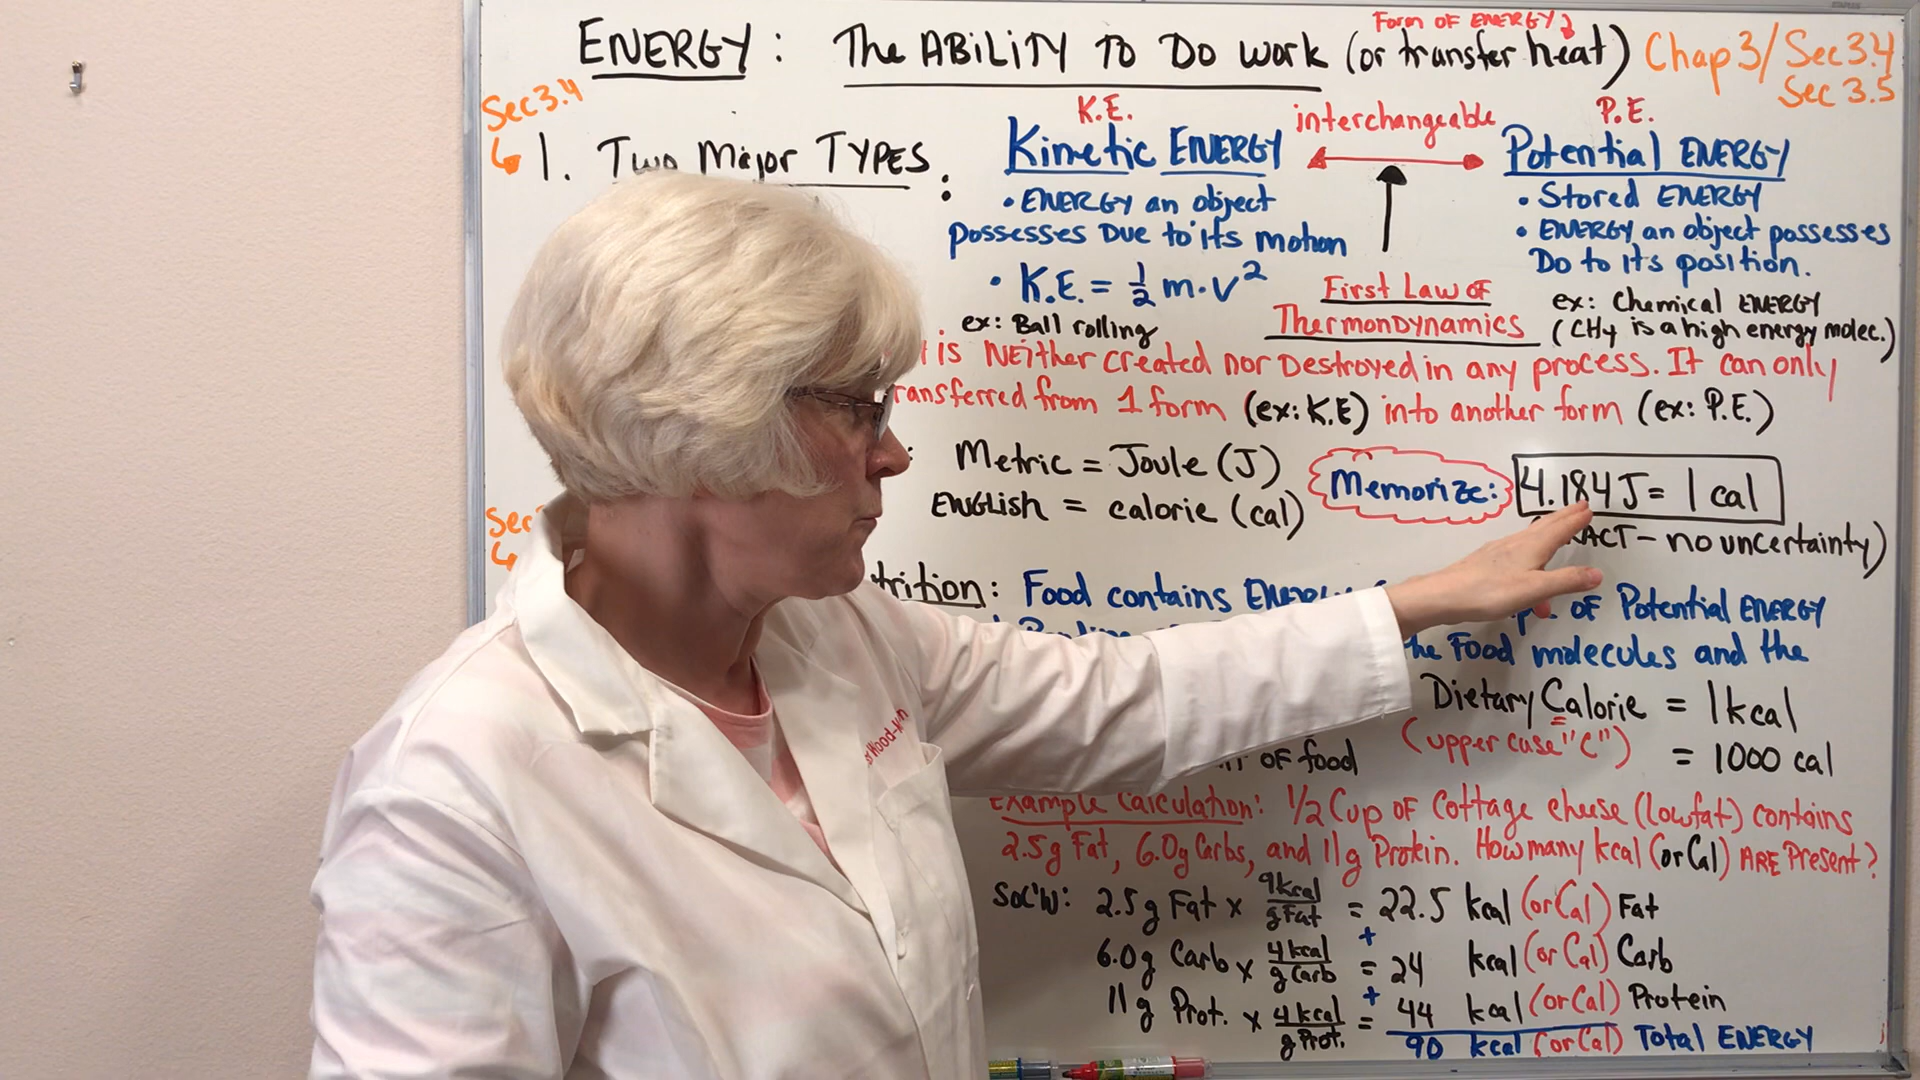 Form OF ENERGY
ENERGY: The ABiLiTY To Do work (or transfer heat) Chap 3/ Sec 3.4
Sec 3.5
Sec 3.4
1. Two Major TYPES:
K.E.
Kinetic ENERGY
interchangeable
P.E.
Potential ENERGY
• ENERGY an object
possesses Due to its motion
• K.E. = ½ m·v²
ex: Ball rolling
• Stored ENERGY
• ENERGY an object possesses
Do to its position.
ex: Chemical ENERGY
(CH4 is a high energy molec.)
First Law of
ThermonDynamics
is NEither created nor Destroyed in any process. It can only
ransferred from 1 form (ex: K.E) into another form (ex: P.E.)
: Metric = Joule (J)
ENGLISH = calorie (cal)
Memorize: 4.184 J = 1 cal
ACT - no uncertainty)
Sec
trition: Food contains ENERGY
OF Potential ENERGY
the Food molecules and the
Dietary Calorie = 1 kcal
(upper case "C") = 1000 cal
OF food
Example Calculation: 1/2 Cup OF Cottage cheese (lowfat) contains
2.5g Fat, 6.0g Carbs, and 11g Protein. How many kcal (or Cal) ARE Present?
Sol'n: 2.5 g Fat x 9 kcal/g Fat = 22.5 kcal (or Cal) Fat
+
6.0g Carb x 4 kcal/g Carb = 24 kcal (or Cal) Carb
+
11 g Prot. x 4 kcal/g Prot. = 44 kcal (or Cal) Protein
90 kcal (or Cal) Total ENERGY